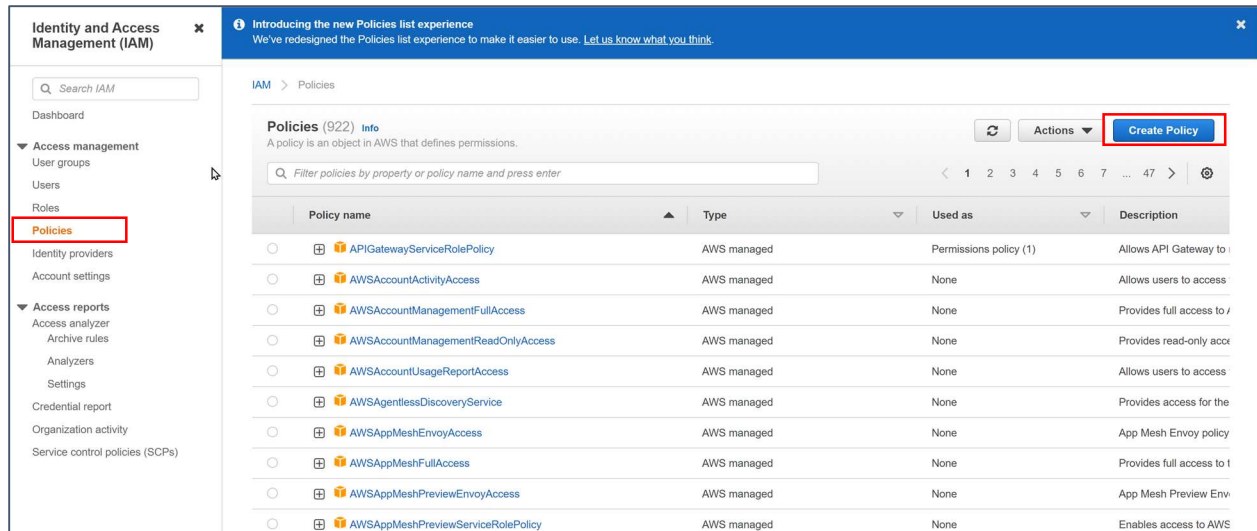 Identity and Access
Management (IAM)
Search IAM
Dashboard
Access management
User groups
Users
Roles
Policies
Identity providers
Account settings
Access reports
Access analyzer
Archive rules
Analyzers
Settings
Credential report
Organization activity
Service control policies (SCPs)
Introducing the new Policies list experience
We've redesigned the Policies list experience to make it easier to use. Let us know what you think.
IAM > Policies
Policies (922) Info
A policy is an object in AWS that defines permissions.
Actions
Create Policy
Filter policies by property or policy name and press enter
< 1 2 3 4 5 6 7 ... 47 >
Policy name Type Used as Description
APIGatewayServiceRolePolicy AWS managed Permissions policy (1) Allows API Gateway to
AWSAccountActivityAccess AWS managed None Allows users to access
AWSAccountManagementFullAccess AWS managed None Provides full access to
AWSAccountManagementReadOnlyAccess AWS managed None Provides read-only acce
AWSAccountUsageReportAccess AWS managed None Allows users to access
AWSAgentlessDiscoveryService AWS managed None Provides access for the
AWSAppMeshEnvoyAccess AWS managed None App Mesh Envoy policy
AWSAppMeshFullAccess AWS managed None Provides full access to
AWSAppMeshPreviewEnvoyAccess AWS managed None App Mesh Preview Env
AWSAppMeshPreviewServiceRolePolicy AWS managed None Enables access to AWS